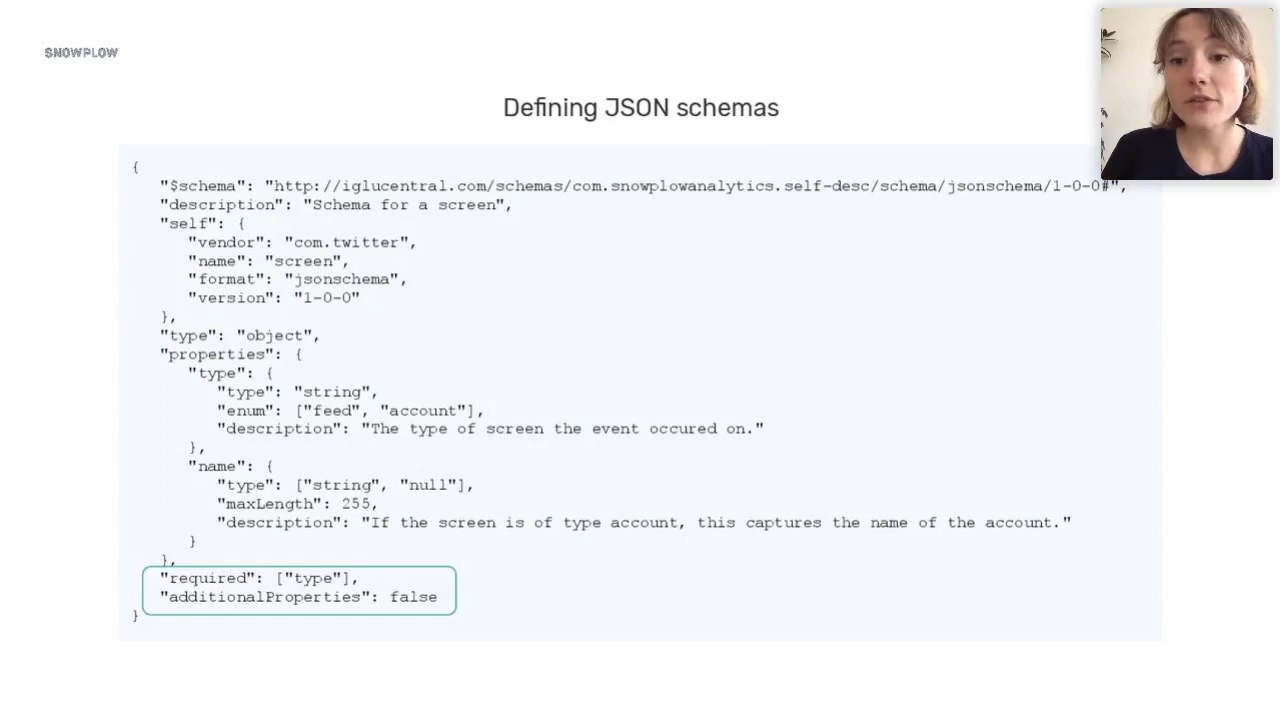 SNOWPLOW
Defining JSON schemas
{
"$schema": "http://iglucentral.com/schemas/com.snowplowanalytics.self-desc/schema/jsonschema/1-0-0#",
"description": "Schema for a screen",
"self": {
"vendor": "com.twitter",
"name": "screen",
"format": "jsonschema",
"version": "1-0-0"
},
"type": "object",
"properties": {
"type": {
"type": "string",
"enum": ["feed", "account"],
"description": "The type of screen the event occured on."
},
"name": {
"type": ["string", "null"],
"maxLength": 255,
"description": "If the screen is of type account, this captures the name of the account."
}
},
"required": ["type"],
"additionalProperties": false
}